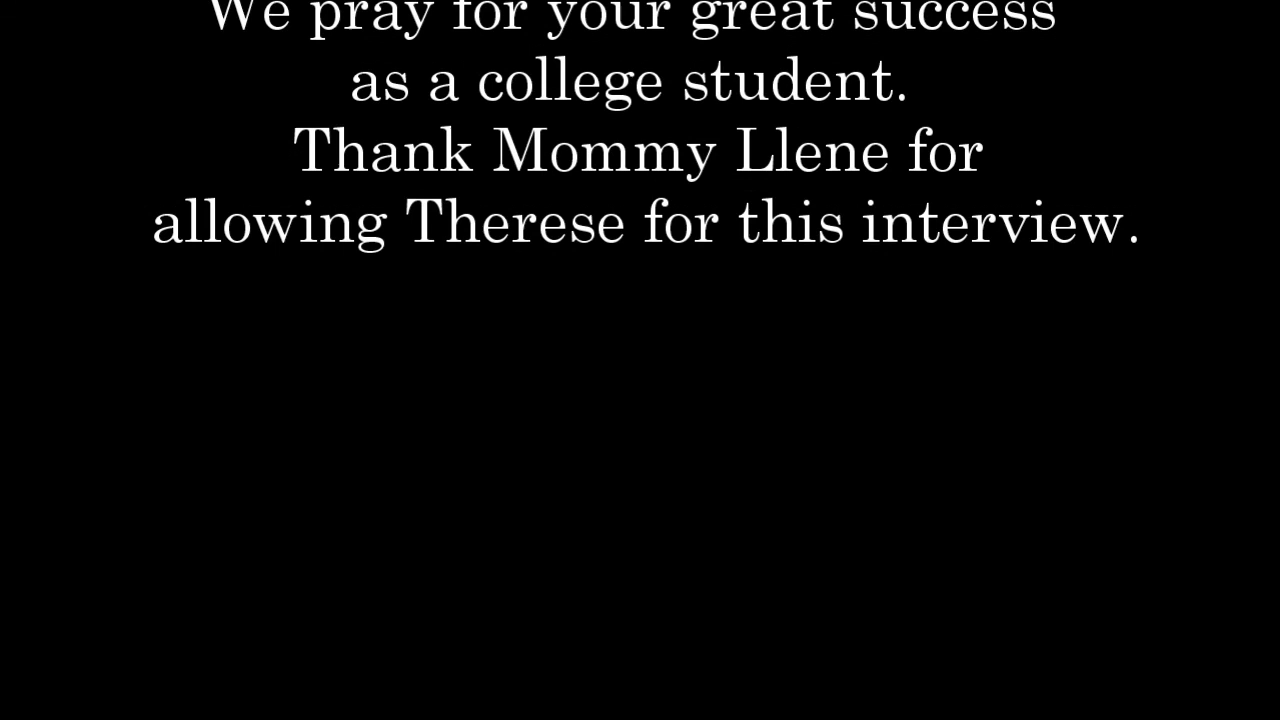 We pray for your great success
as a college student.
Thank Mommy Llene for
allowing Therese for this interview.